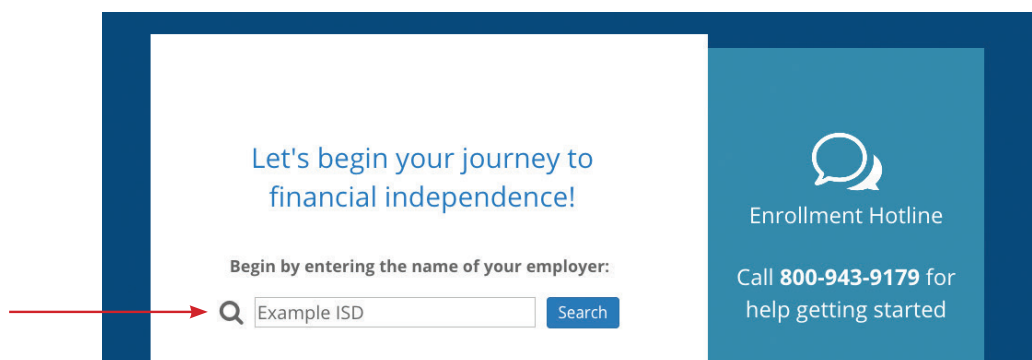 Let's begin your journey to
financial independence!
Begin by entering the name of your employer:
Example ISD
Search
Enrollment Hotline
Call 800-943-9179 for
help getting started